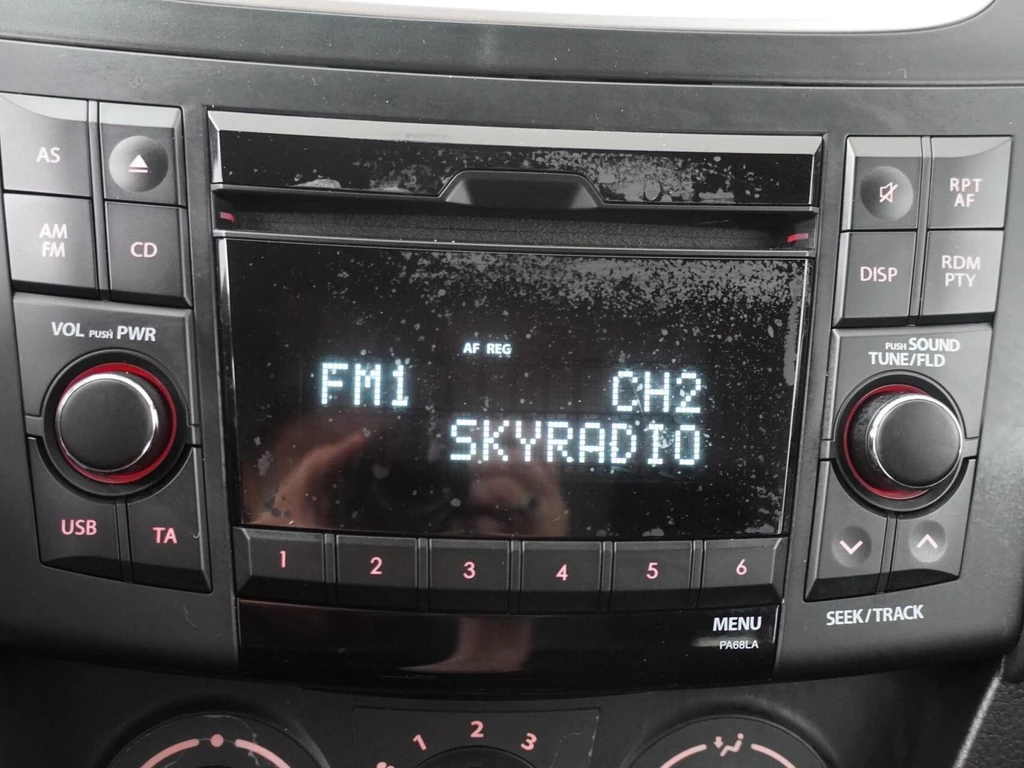 AS
AM
FM
CD
RPT
AF
DISP
RDM
PTY
VOL PUSH PWR
PUSH SOUND
TUNE/FLD
AF REG
FM1 CH2
SKYRADIO
USB
TA
1 2 3 4 5 6
SEEK/TRACK
MENU
PA68LA
1 2 3